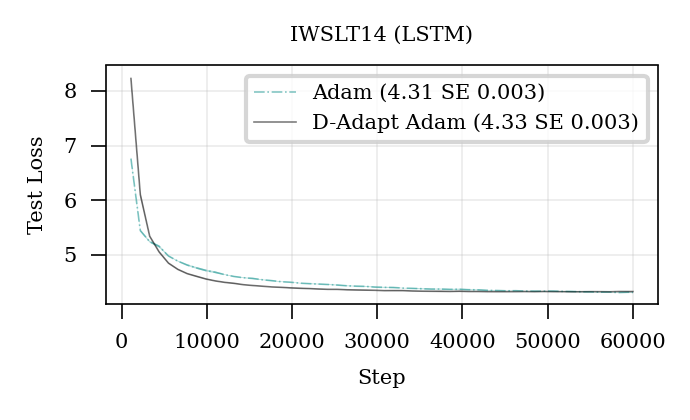 IWSLT14 (LSTM)
Adam (4.31 SE 0.003)
D-Adapt Adam (4.33 SE 0.003)
Test Loss
8
7
6
5
0 10000 20000 30000 40000 50000 60000
Step